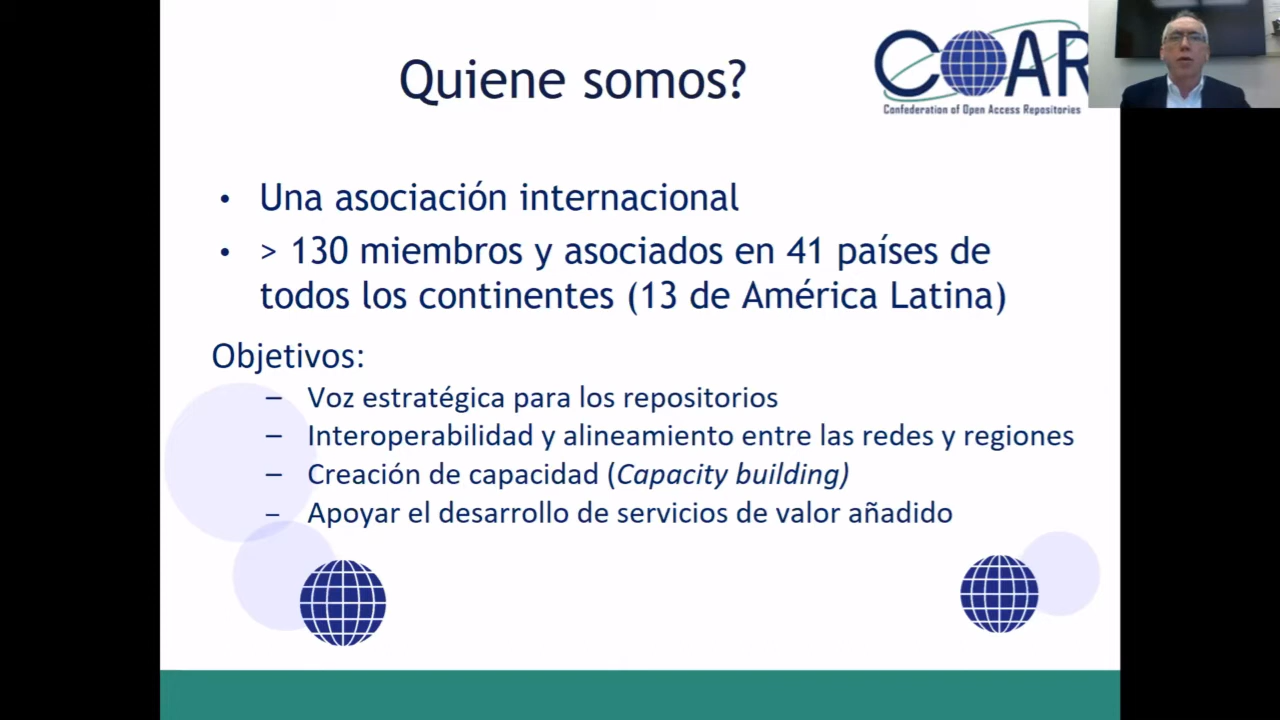 Quiene somos?
COAR
Confederation of Open Access Repositories
• Una asociación internacional
• > 130 miembros y asociados en 41 países de
todos los continentes (13 de América Latina)
Objetivos:
– Voz estratégica para los repositorios
– Interoperabilidad y alineamiento entre las redes y regiones
– Creación de capacidad (Capacity building)
– Apoyar el desarrollo de servicios de valor añadido